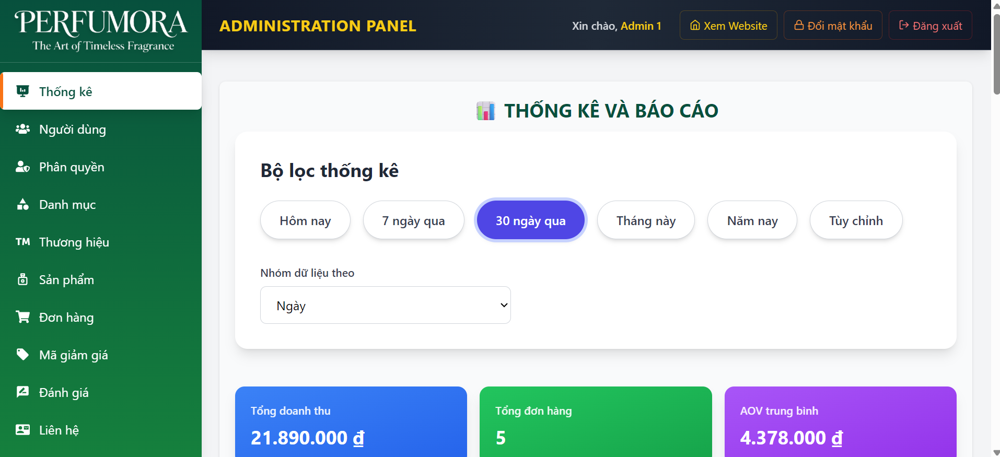 PERFUMORA
The Art of Timeless Fragrance
ADMINISTRATION PANEL
Xin chào, Admin 1
Xem Website
Đổi mật khẩu
Đăng xuất
Thống kê
Người dùng
Phân quyền
Danh mục
TM Thương hiệu
Sản phẩm
Đơn hàng
Mã giảm giá
Đánh giá
Liên hệ
THỐNG KÊ VÀ BÁO CÁO
Bộ lọc thống kê
Hôm nay
7 ngày qua
30 ngày qua
Tháng này
Năm nay
Tùy chỉnh
Nhóm dữ liệu theo
Ngày
Tổng doanh thu
21.890.000 ₫
Tổng đơn hàng
5
AOV trung bình
4.378.000 ₫